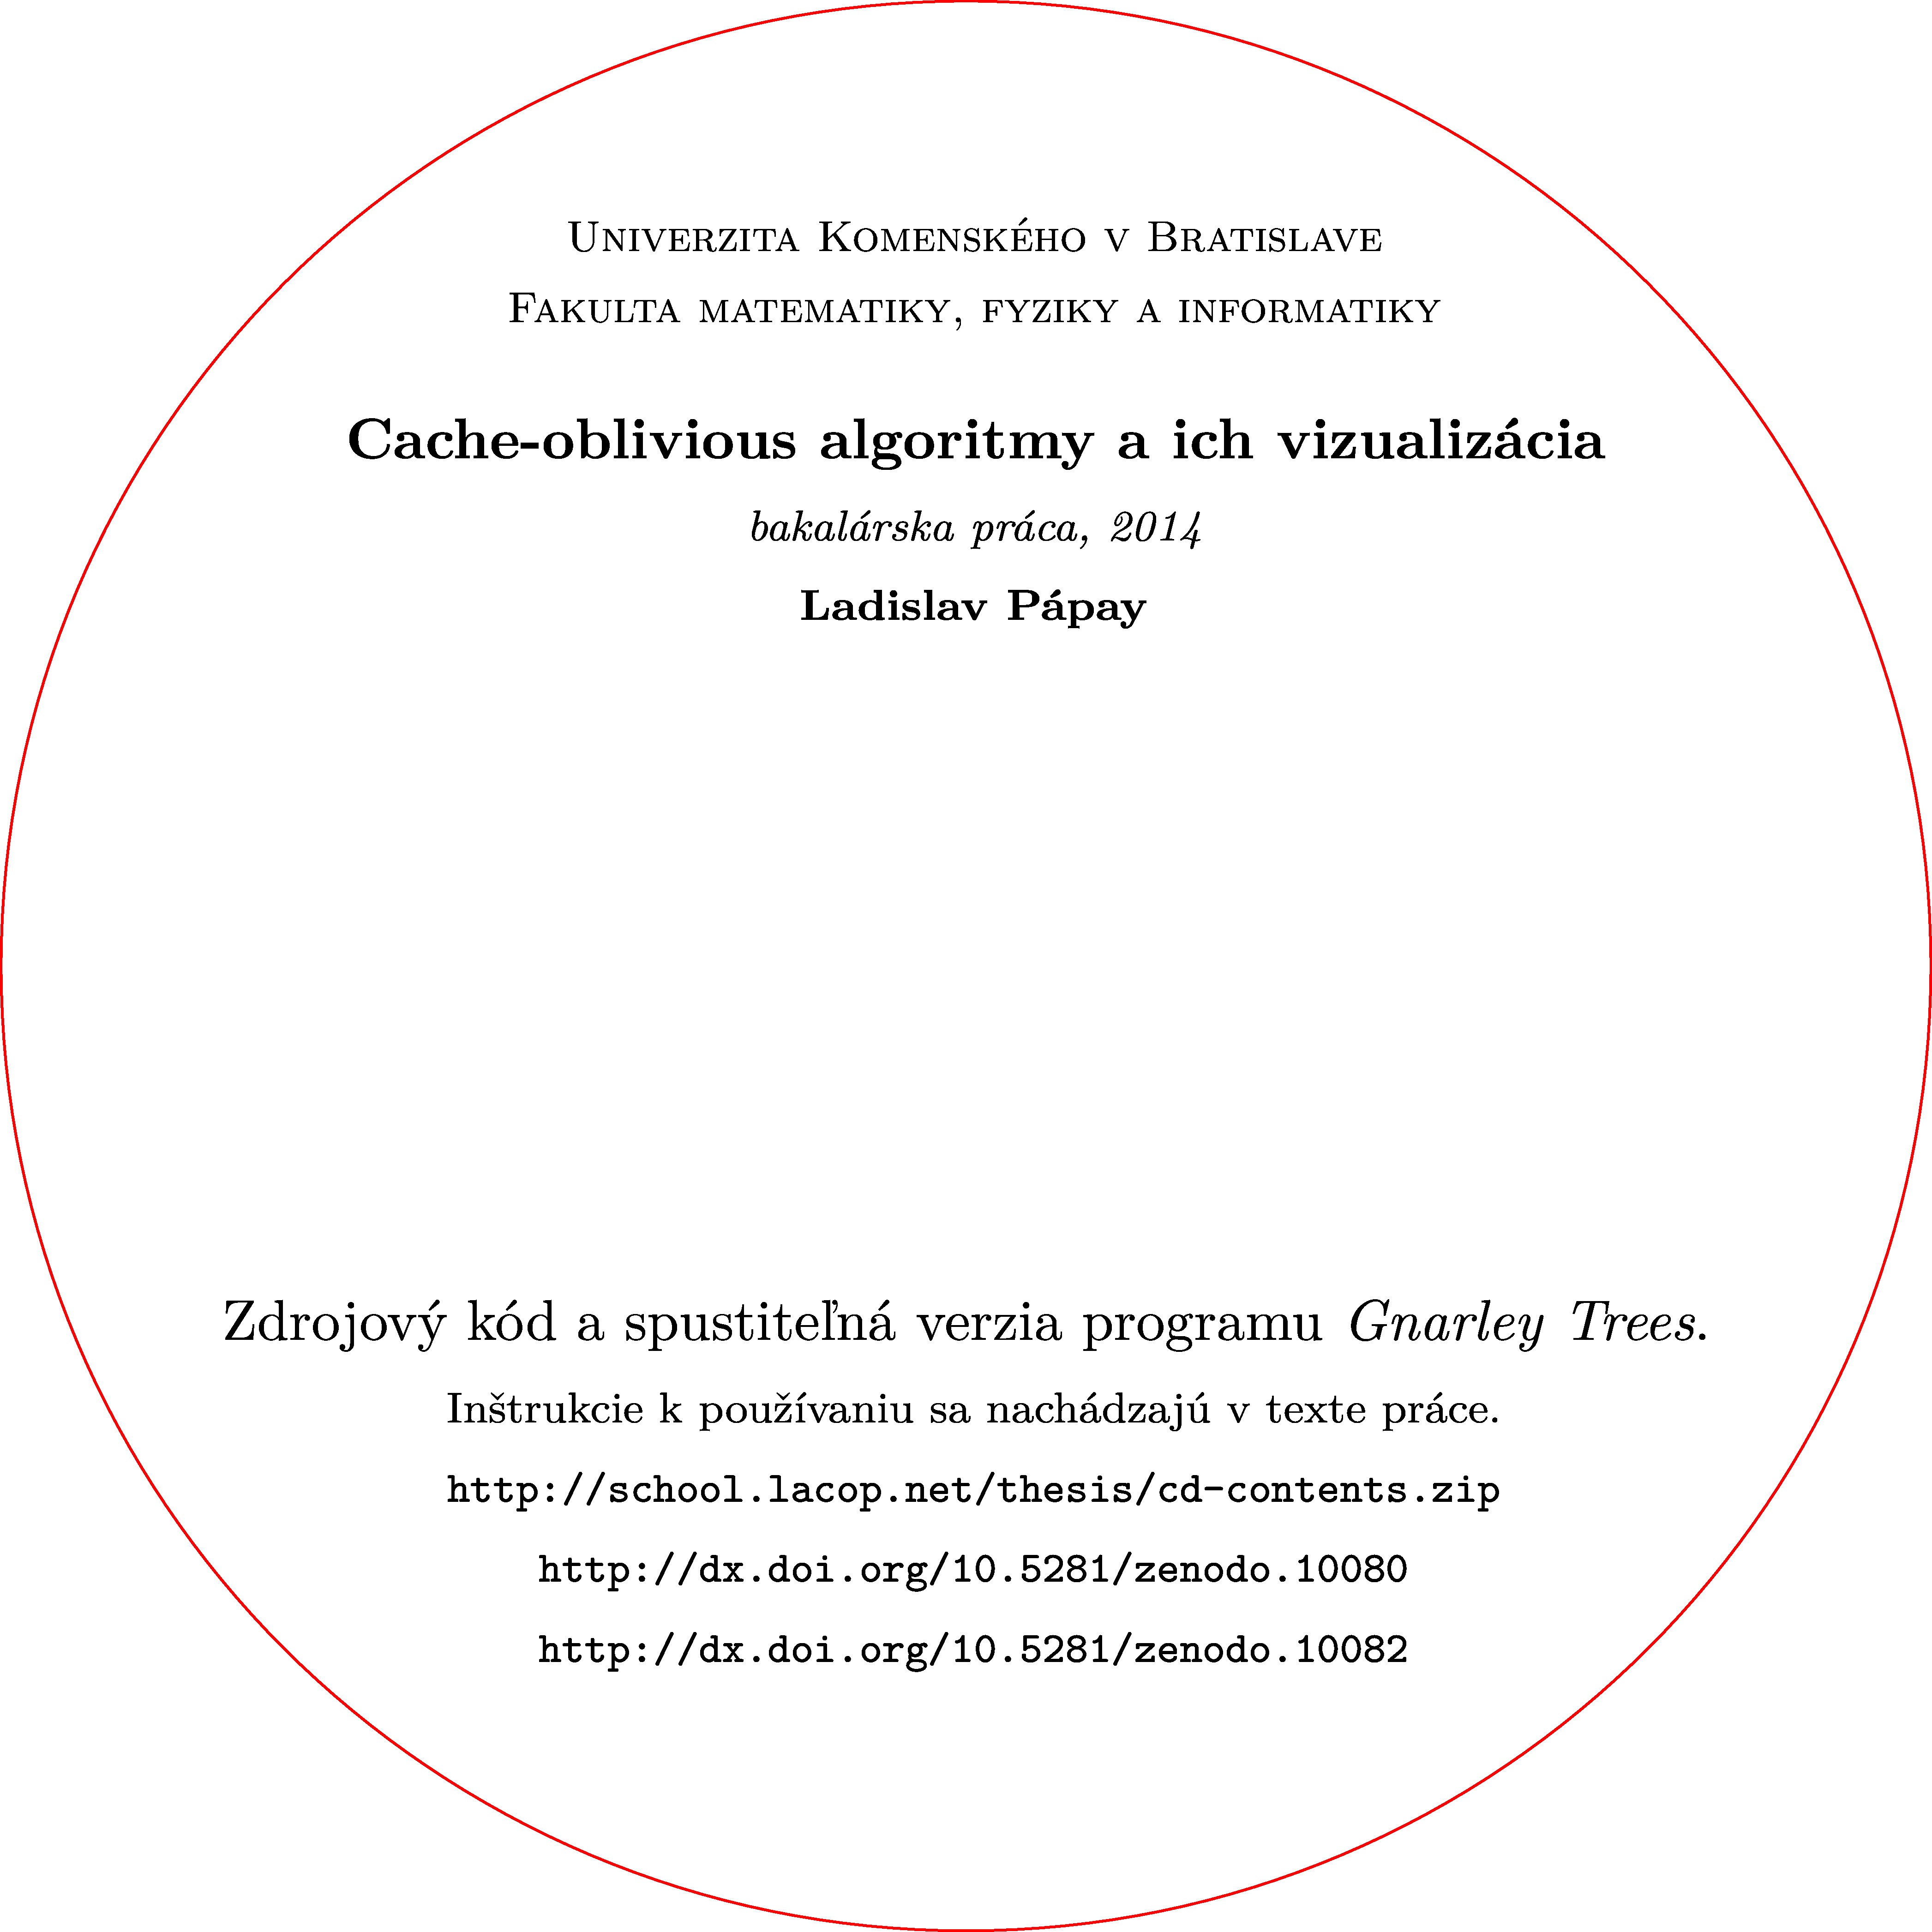 Univerzita Komenského v Bratislave
Fakulta matematiky, fyziky a informatiky
Cache-oblivious algoritmy a ich vizualizácia
bakalárska práca, 2014
Ladislav Pápay
Zdrojový kód a spustiteľná verzia programu Gnarley Trees.
Inštrukcie k používaniu sa nachádzajú v texte práce.
http://school.lacop.net/thesis/cd-contents.zip
http://dx.doi.org/10.5281/zenodo.10080
http://dx.doi.org/10.5281/zenodo.10082